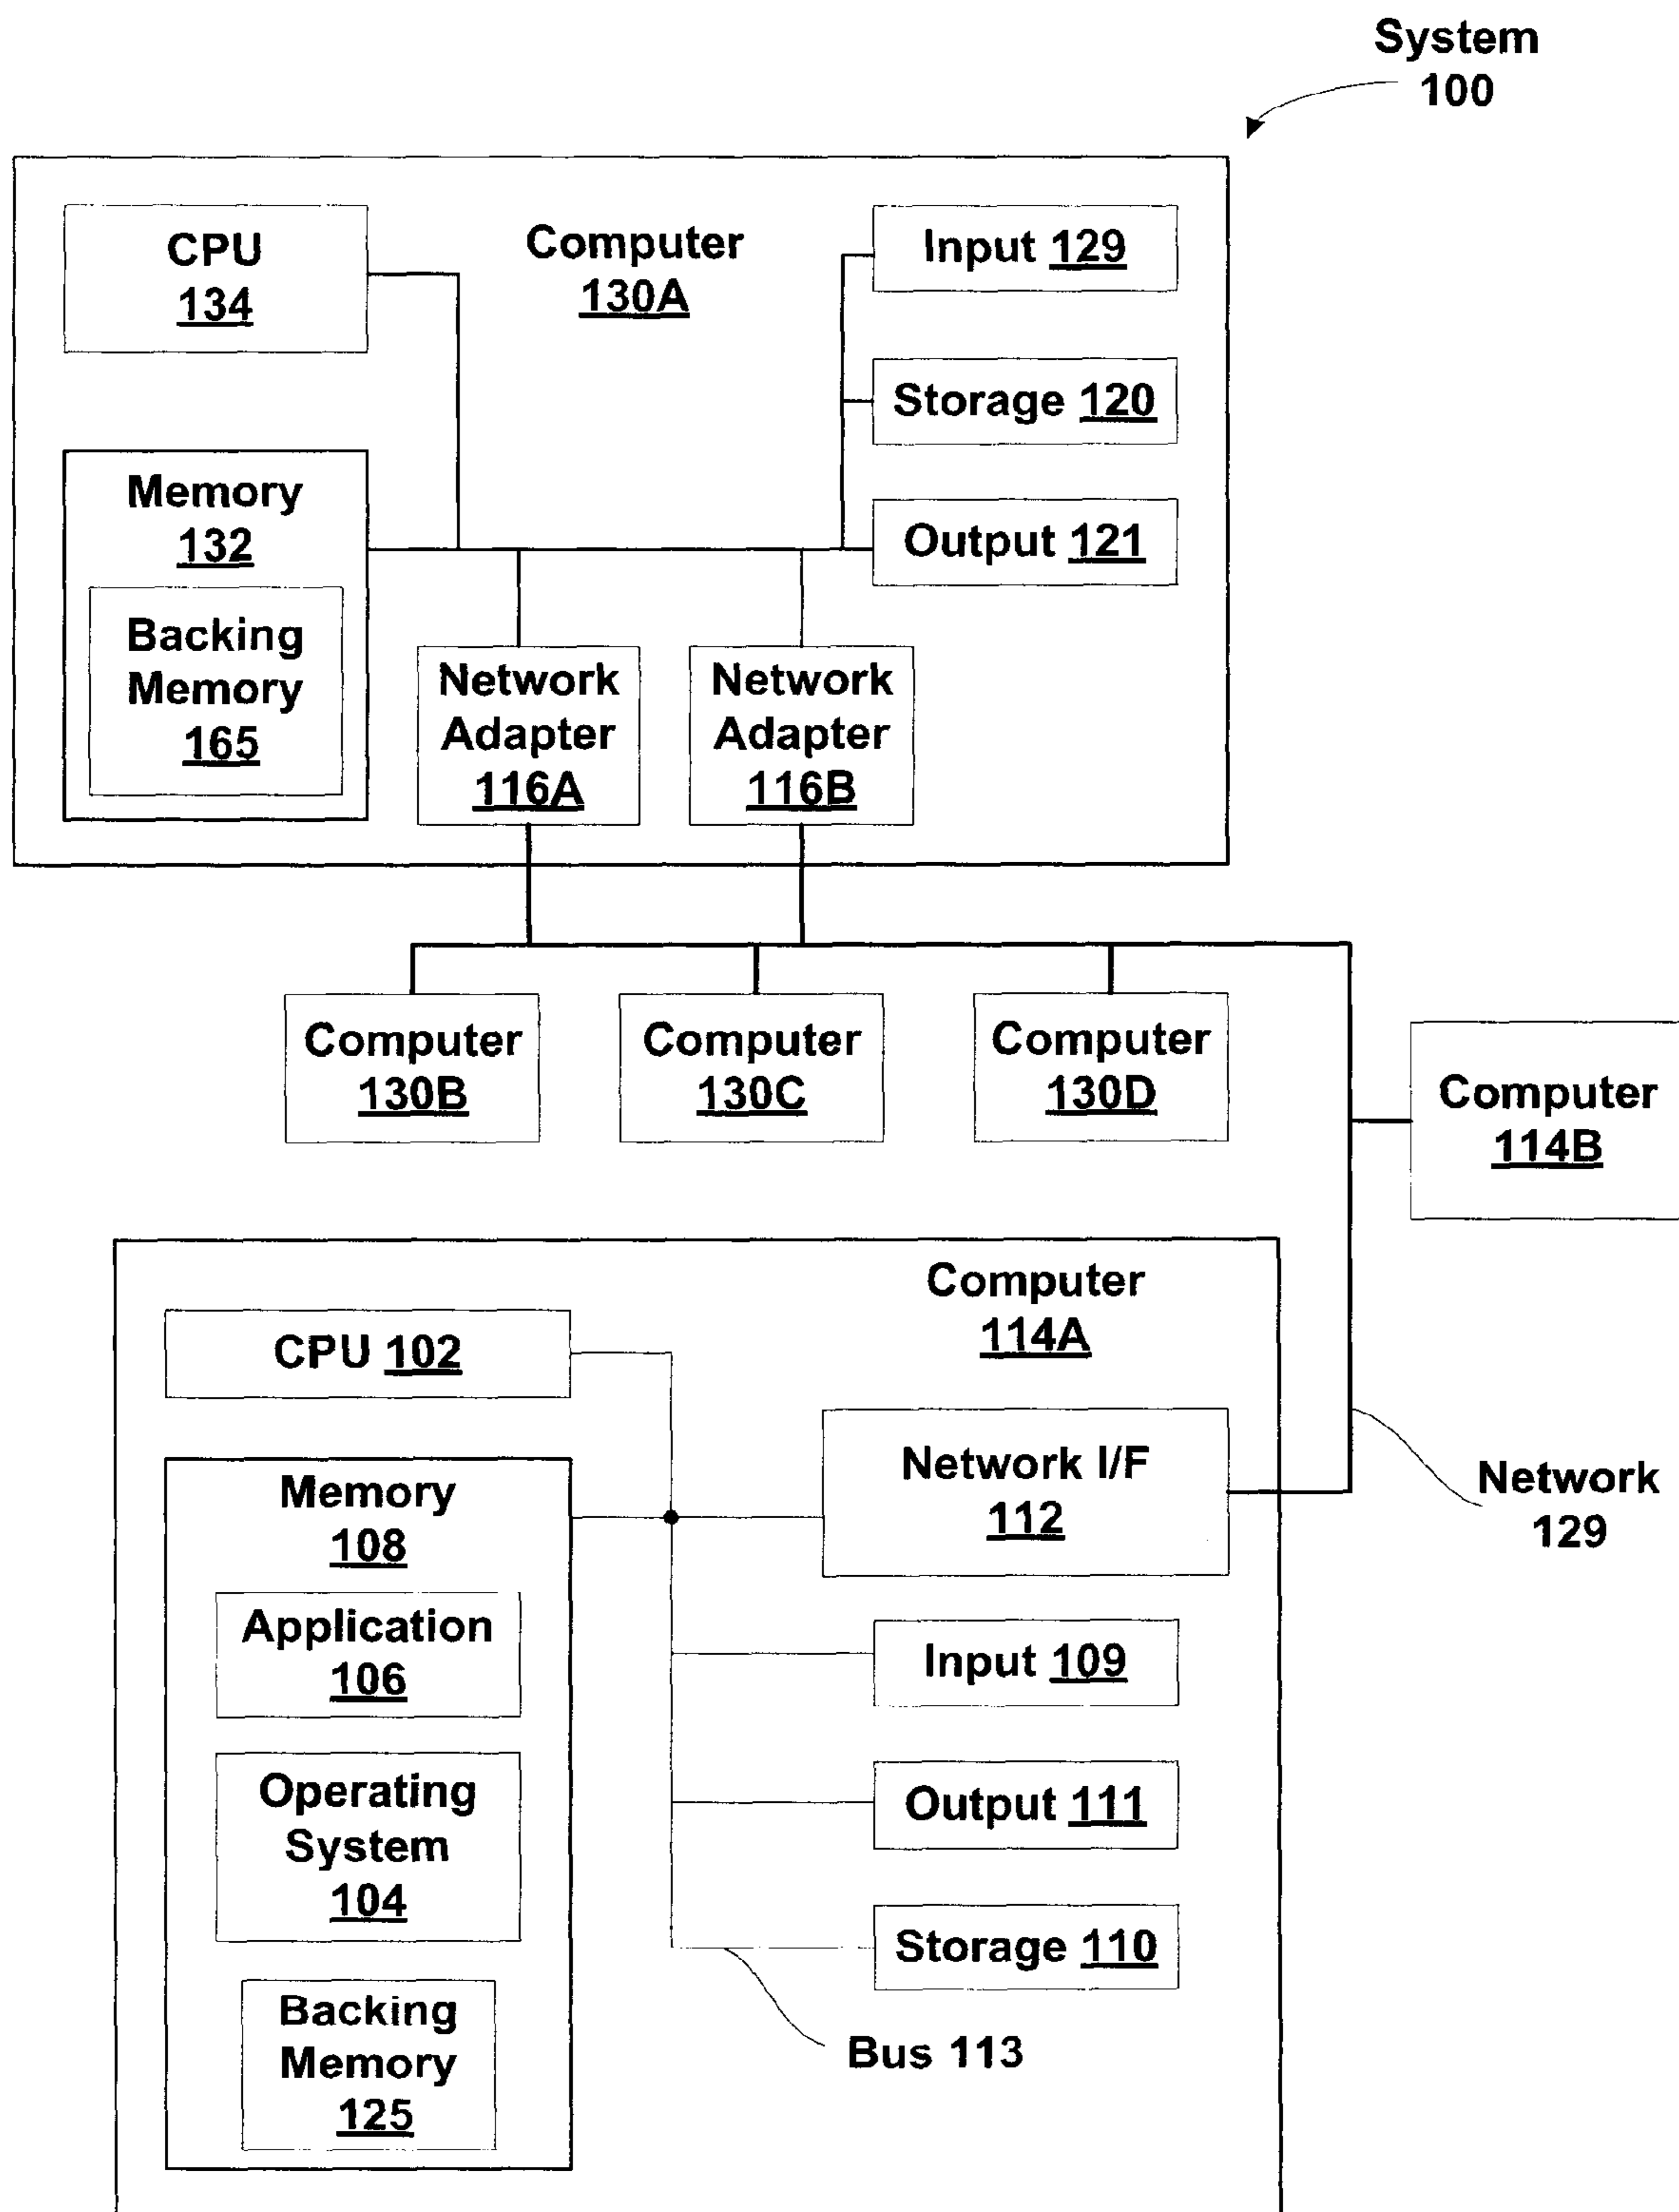 System
100
CPU
134
Computer
130A
Input 129
Storage 120
Memory
132
Output 121
Backing
Memory
165
Network
Adapter
116A
Network
Adapter
116B
Computer
130B
Computer
130C
Computer
130D
Computer
114B
Computer
114A
CPU 102
Network I/F
112
Network
129
Memory
108
Application
106
Input 109
Operating
System
104
Output 111
Storage 110
Backing
Memory
125
Bus 113